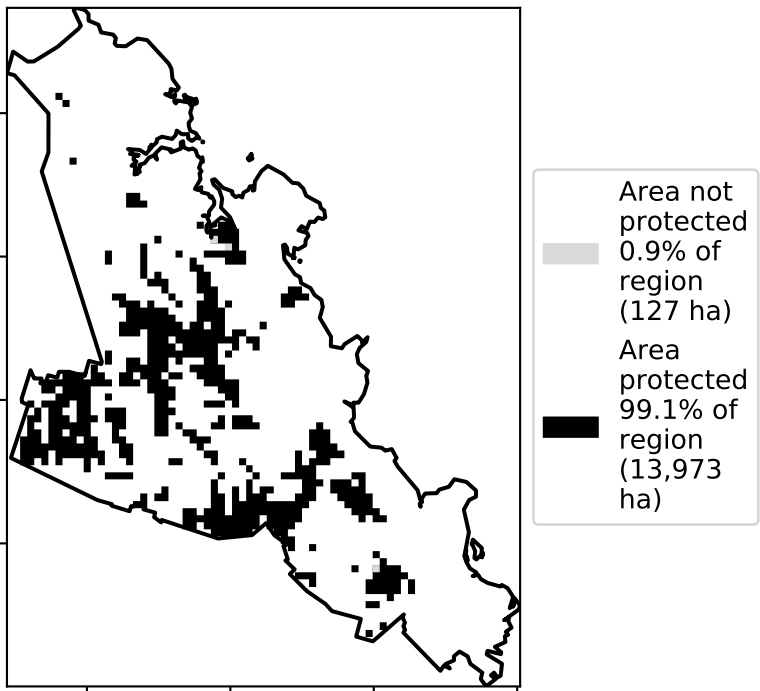 Area not
protected
0.9% of
region
(127 ha)
Area
protected
99.1% of
region
(13,973
ha)